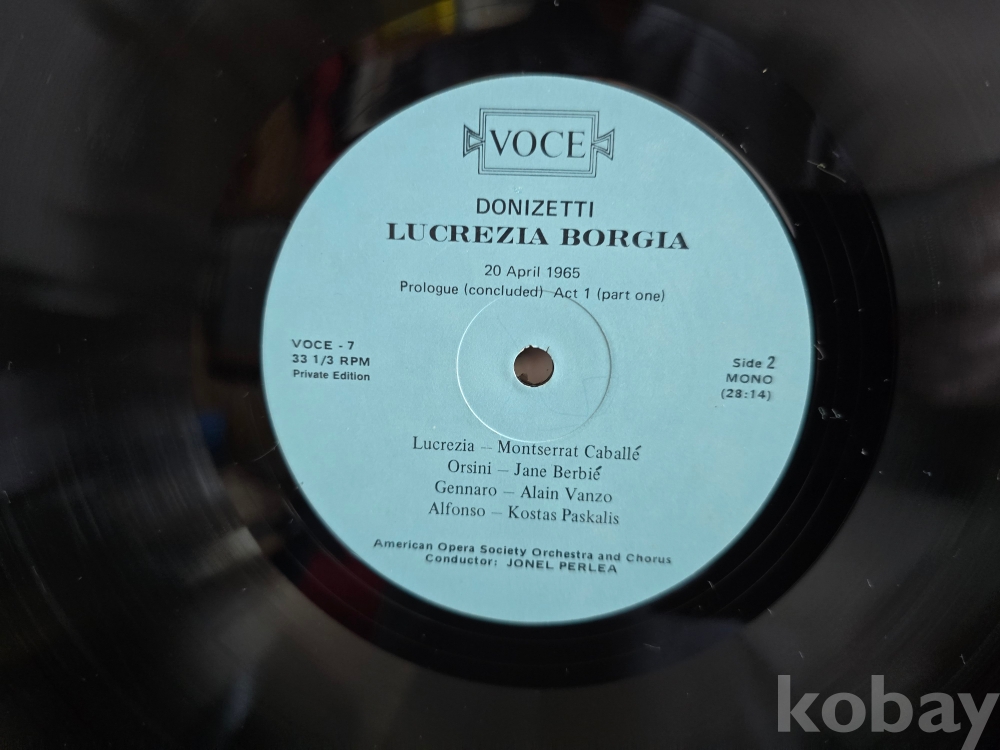 VOCE
DONIZETTI
LUCREZIA BORGIA
20 April 1965
Prologue (concluded) Act 1 (part one)
VOCE - 7
33 1/3 RPM
Private Edition
Side 2
MONO
(28:14)
Lucrezia — Montserrat Caballé
Orsini — Jane Berbié
Gennaro — Alain Vanzo
Alfonso — Kostas Paskalis
American Opera Society Orchestra and Chorus
Conductor: JONEL PERLEA
kobay